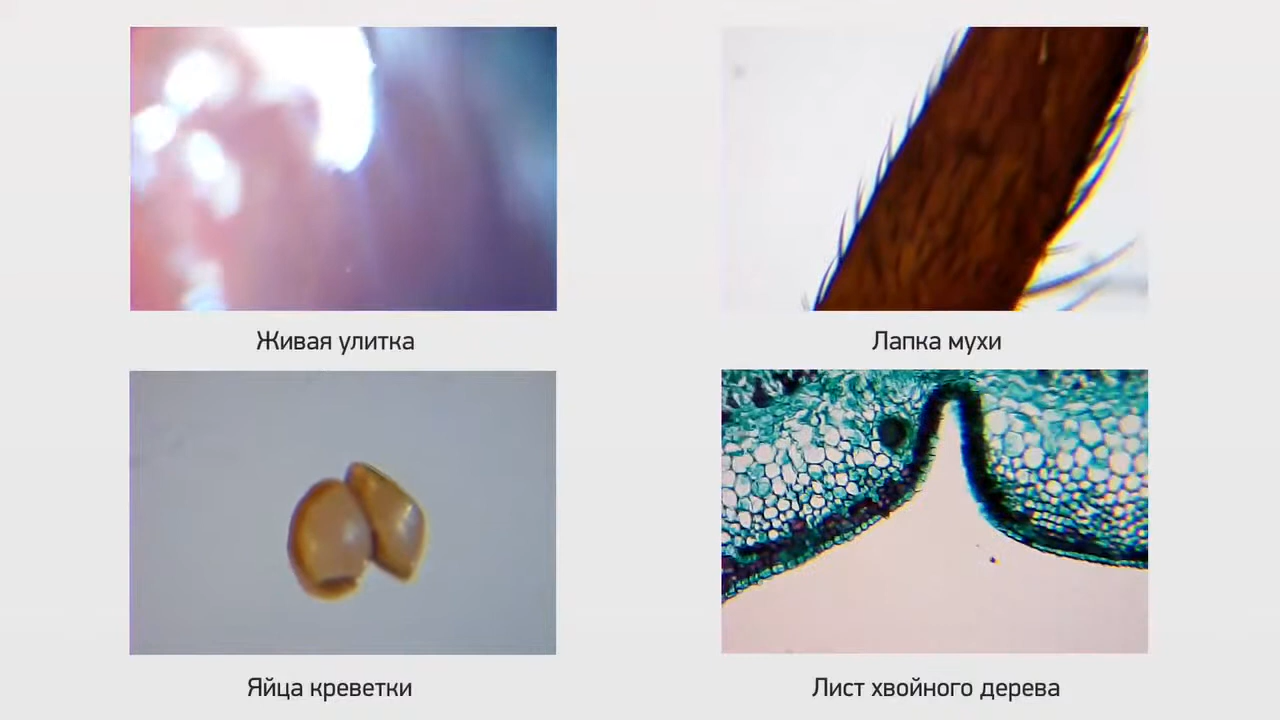 Живая улитка
Лапка мухи
Яйца креветки
Лист хвойного дерева